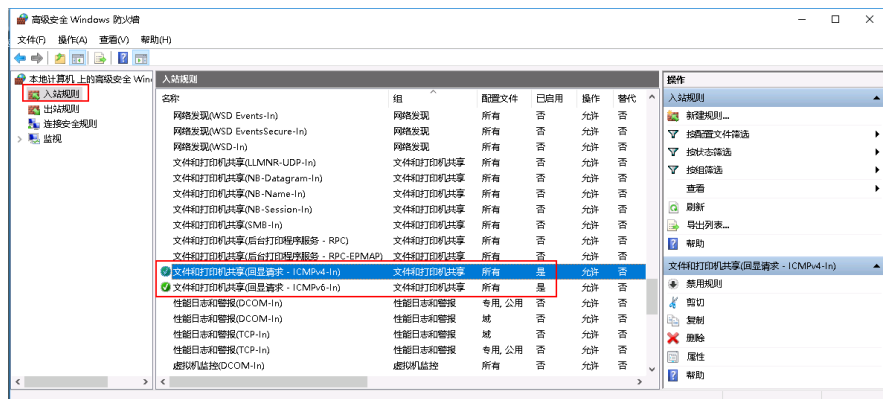 高级安全 Windows 防火墙
文件(F) 操作(A) 查看(V) 帮助(H)
本地计算机 上的高级安全 Win
入站规则
出站规则
连接安全规则
监视
入站规则
名称 组 配置文件 已启用 操作 替代
网络发现(WSD Events-In) 网络发现 所有 否 允许 否
网络发现(WSD EventsSecure-In) 网络发现 所有 否 允许 否
网络发现(WSD-In) 网络发现 所有 否 允许 否
文件和打印机共享(LLMNR-UDP-In) 文件和打印机共享 所有 否 允许 否
文件和打印机共享(NB-Datagram-In) 文件和打印机共享 所有 否 允许 否
文件和打印机共享(NB-Name-In) 文件和打印机共享 所有 否 允许 否
文件和打印机共享(NB-Session-In) 文件和打印机共享 所有 否 允许 否
文件和打印机共享(SMB-In) 文件和打印机共享 所有 否 允许 否
文件和打印机共享(后台打印程序服务 - RPC) 文件和打印机共享 所有 否 允许 否
文件和打印机共享(后台打印程序服务 - RPC-EPMAP) 文件和打印机共享 所有 否 允许 否
文件和打印机共享(回显请求 - ICMPv4-In) 文件和打印机共享 所有 是 允许 否
文件和打印机共享(回显请求 - ICMPv6-In) 文件和打印机共享 所有 是 允许 否
性能日志和警报(DCOM-In) 性能日志和警报 专用, 公用 否 允许 否
性能日志和警报(DCOM-In) 性能日志和警报 域 否 允许 否
性能日志和警报(TCP-In) 性能日志和警报 域 否 允许 否
性能日志和警报(TCP-In) 性能日志和警报 专用, 公用 否 允许 否
虚拟机监控(DCOM-In) 虚拟机监控 所有 否 允许 否
操作
入站规则
新建规则...
按配置文件筛选
按状态筛选
按组筛选
查看
刷新
导出列表...
帮助
文件和打印机共享(回显请求 - ICMPv4-In)
禁用规则
剪切
复制
删除
属性
帮助